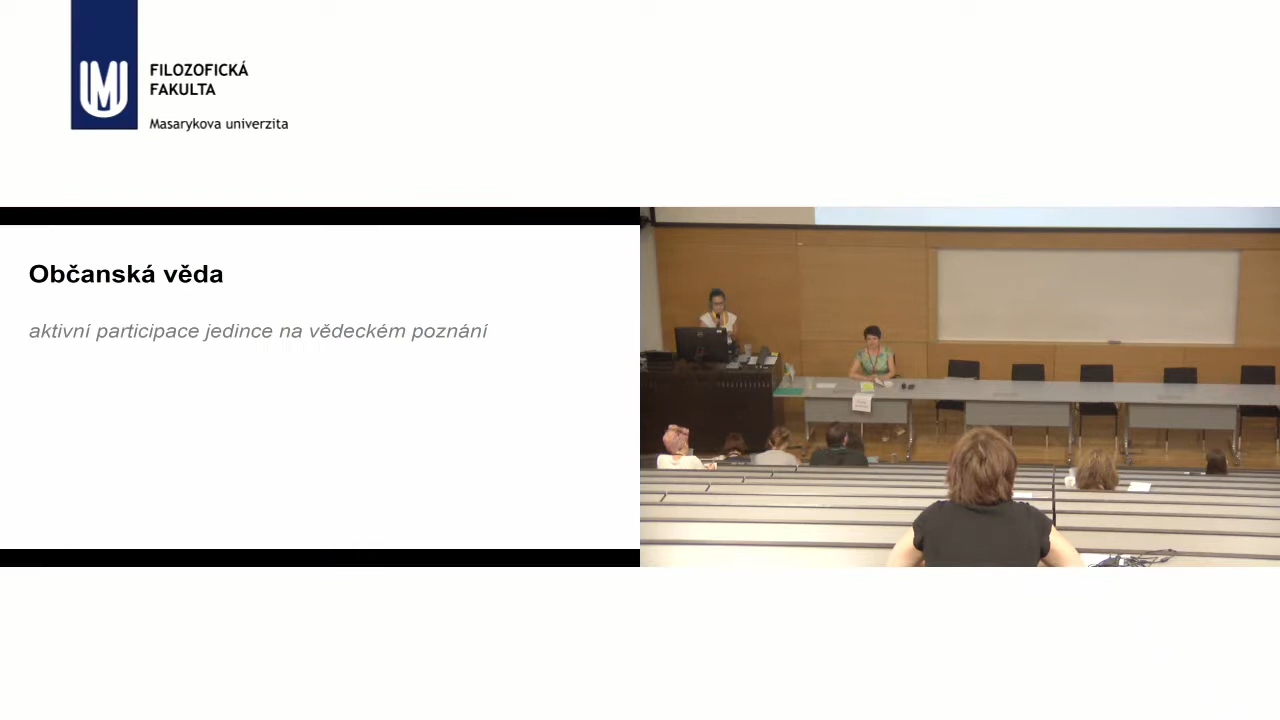 FILOZOFICKÁ
FAKULTA
Masarykova univerzita
Občanská věda
aktivní participace jedince na vědeckém poznání